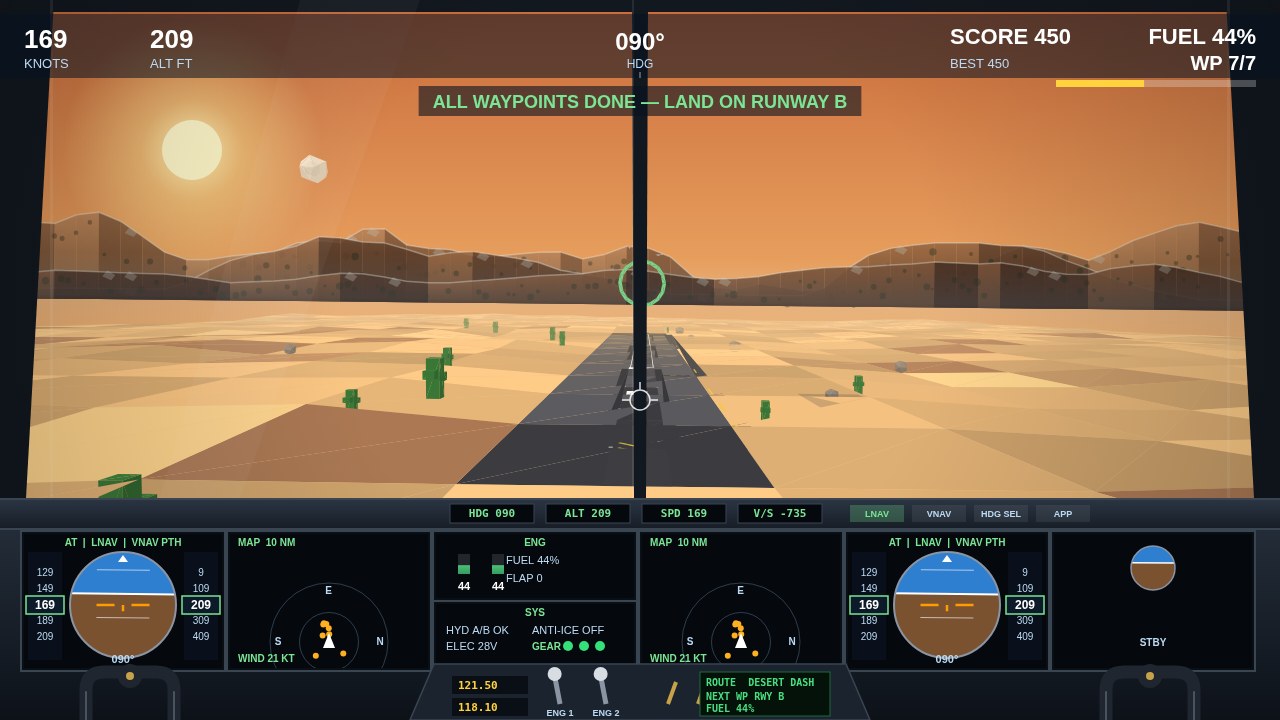 169
KNOTS
209
ALT FT
090°
HDG
SCORE 450
BEST 450
FUEL 44%
WP 7/7
ALL WAYPOINTS DONE — LAND ON RUNWAY B
HDG 090
ALT 209
SPD 169
V/S -735
LNAV
VNAV
HDG SEL
APP
AT | LNAV | VNAV PTH
129
149
169
189
209
9
109
209
309
409
090°
MAP 10 NM
E
S
N
WIND 21 KT
ENG
FUEL 44%
FLAP 0
44
44
SYS
HYD A/B OK
ANTI-ICE OFF
ELEC 28V
GEAR
MAP 10 NM
E
S
N
WIND 21 KT
AT | LNAV | VNAV PTH
129
149
169
189
209
9
109
209
309
409
090°
STBY
121.50
118.10
ENG 1
ENG 2
ROUTE DESERT DASH
NEXT WP RWY B
FUEL 44%